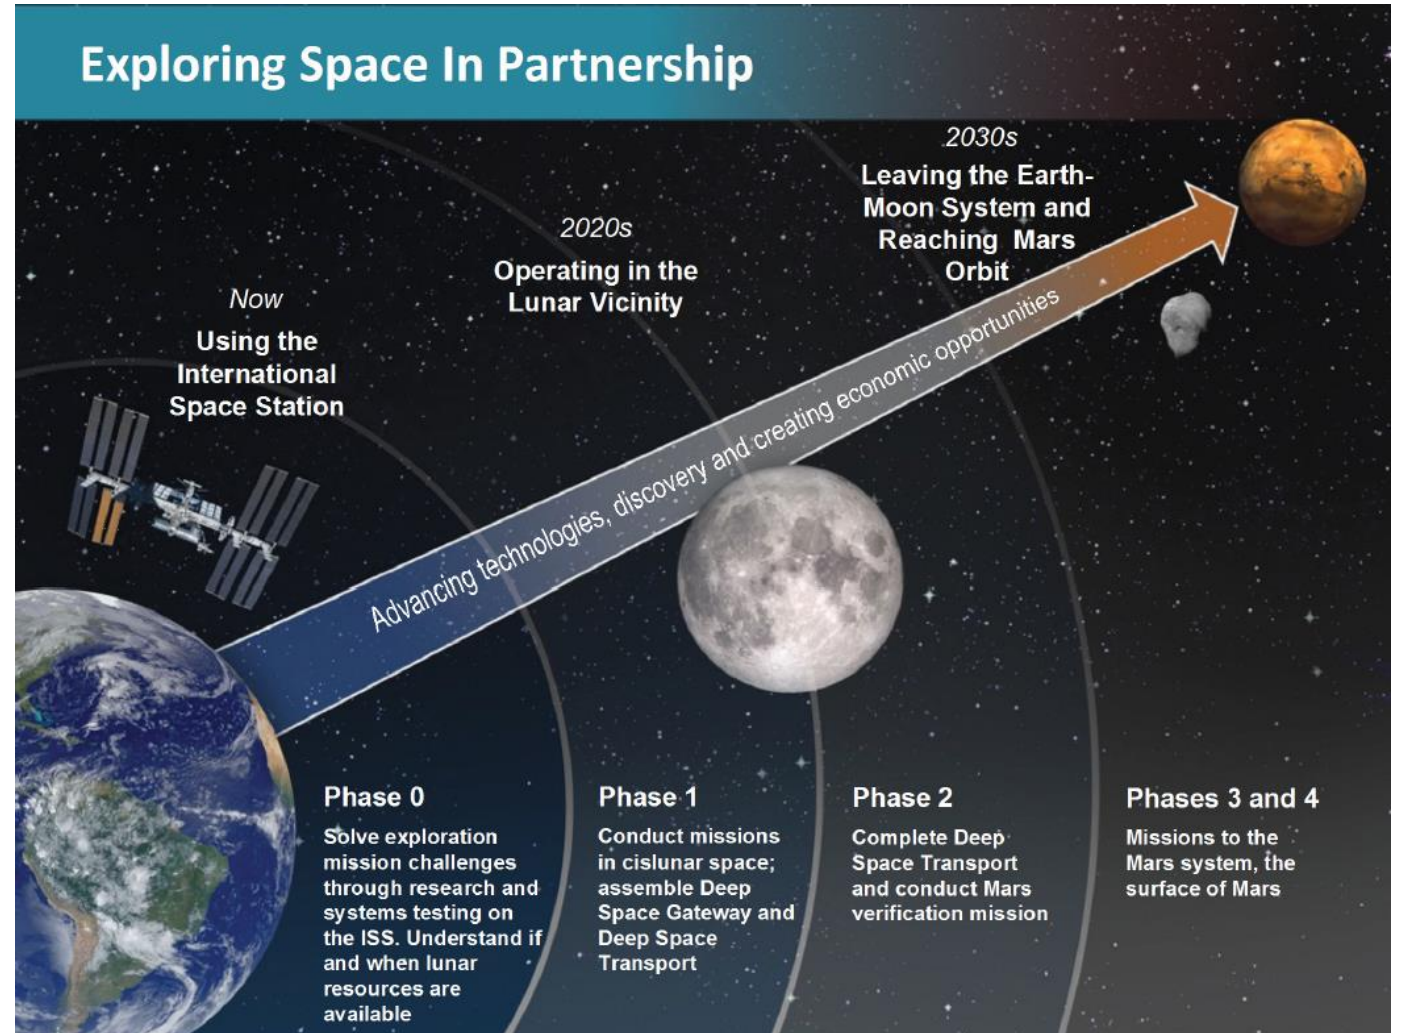 Exploring Space In Partnership
Now
Using the
International
Space Station
2020s
Operating in the
Lunar Vicinity
2030s
Leaving the Earth-
Moon System and
Reaching Mars
Orbit
Advancing technologies, discovery and creating economic opportunities
Phase 0
Solve exploration
mission challenges
through research and
systems testing on
the ISS. Understand if
and when lunar
resources are
available
Phase 1
Conduct missions
in cislunar space;
assemble Deep
Space Gateway and
Deep Space
Transport
Phase 2
Complete Deep
Space Transport
and conduct Mars
verification mission
Phases 3 and 4
Missions to the
Mars system, the
surface of Mars